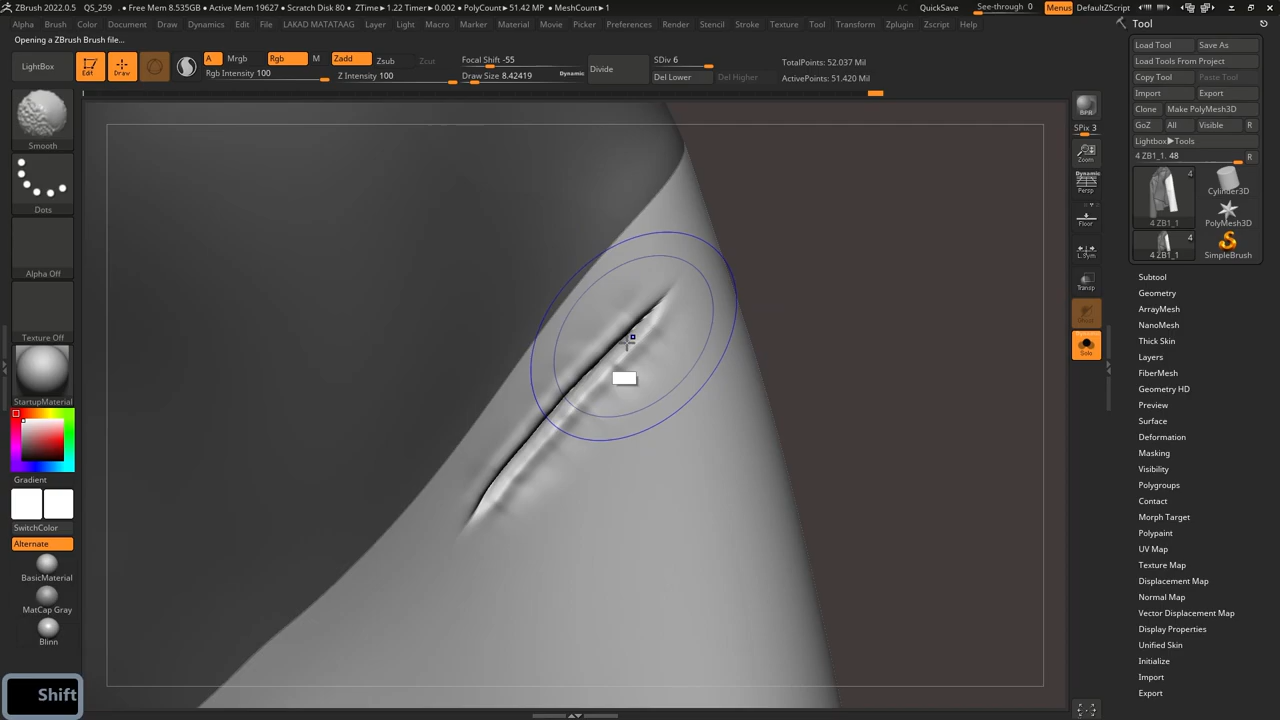 ZBrush 2022.0.5 QS_259 . • Free Mem 8.535GB • Active Mem 19627 • Scratch Disk 80 • ZTime▸1.22 Timer▸0.002 • PolyCount▸51.42 MP • MeshCount▸1
AC QuickSave See-through 0 Menus DefaultZScript
Alpha Brush Color Document Draw Dynamics Edit File LAKAD MATATAAG Layer Light Macro Marker Material Movie Picker Preferences Render Stencil Stroke Texture Tool Transform Zplugin Zscript Help
Opening a ZBrush Brush file...
LightBox
Edit
Draw
A Mrgb Rgb M Zadd Zsub Zcut
Rgb Intensity 100 Z Intensity 100
Focal Shift -55
Draw Size 8.42419 Dynamic
Divide
SDiv 6
Del Lower Del Higher
TotalPoints: 52.037 Mil
ActivePoints: 51.420 Mil
Smooth
Dots
Alpha Off
Texture Off
StartupMaterial
Gradient
SwitchColor
Alternate
BasicMaterial
MatCap Gray
Blinn
Shift
BPR
SPix 3
Zoom
Dynamic
Persp
Floor
L.Sym
Transp
Ghost
Solo
Tool
Load Tool Save As
Load Tools From Project
Copy Tool Paste Tool
Import Export
Clone Make PolyMesh3D
GoZ All Visible R
Lightbox▸Tools
4 ZB1_1. 48 R
4
4 ZB1_1
Cylinder3D
PolyMesh3D
4
4 ZB1_1
SimpleBrush
Subtool
Geometry
ArrayMesh
NanoMesh
Thick Skin
Layers
FiberMesh
Geometry HD
Preview
Surface
Deformation
Masking
Visibility
Polygroups
Contact
Morph Target
Polypaint
UV Map
Texture Map
Displacement Map
Normal Map
Vector Displacement Map
Display Properties
Unified Skin
Initialize
Import
Export